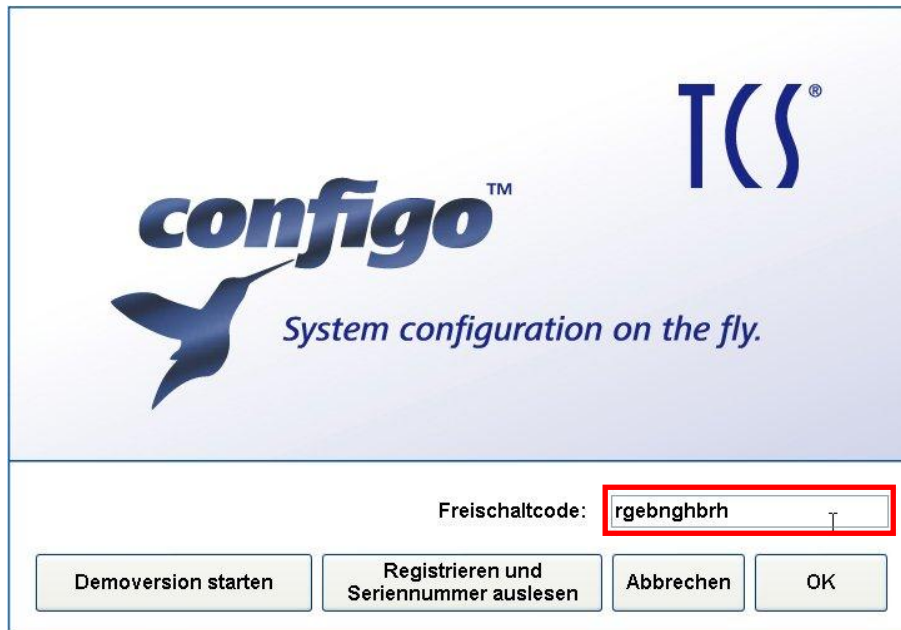 TCS®
configo™
System configuration on the fly.
Freischaltcode: rgebnghbrh
Demoversion starten
Registrieren und
Seriennummer auslesen
Abbrechen
OK